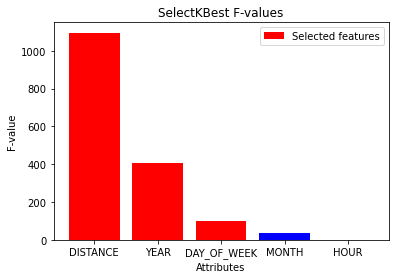 SelectKBest F-values
Selected features
F-value
1000
800
600
400
200
0
DISTANCE YEAR DAY_OF_WEEK MONTH HOUR
Attributes